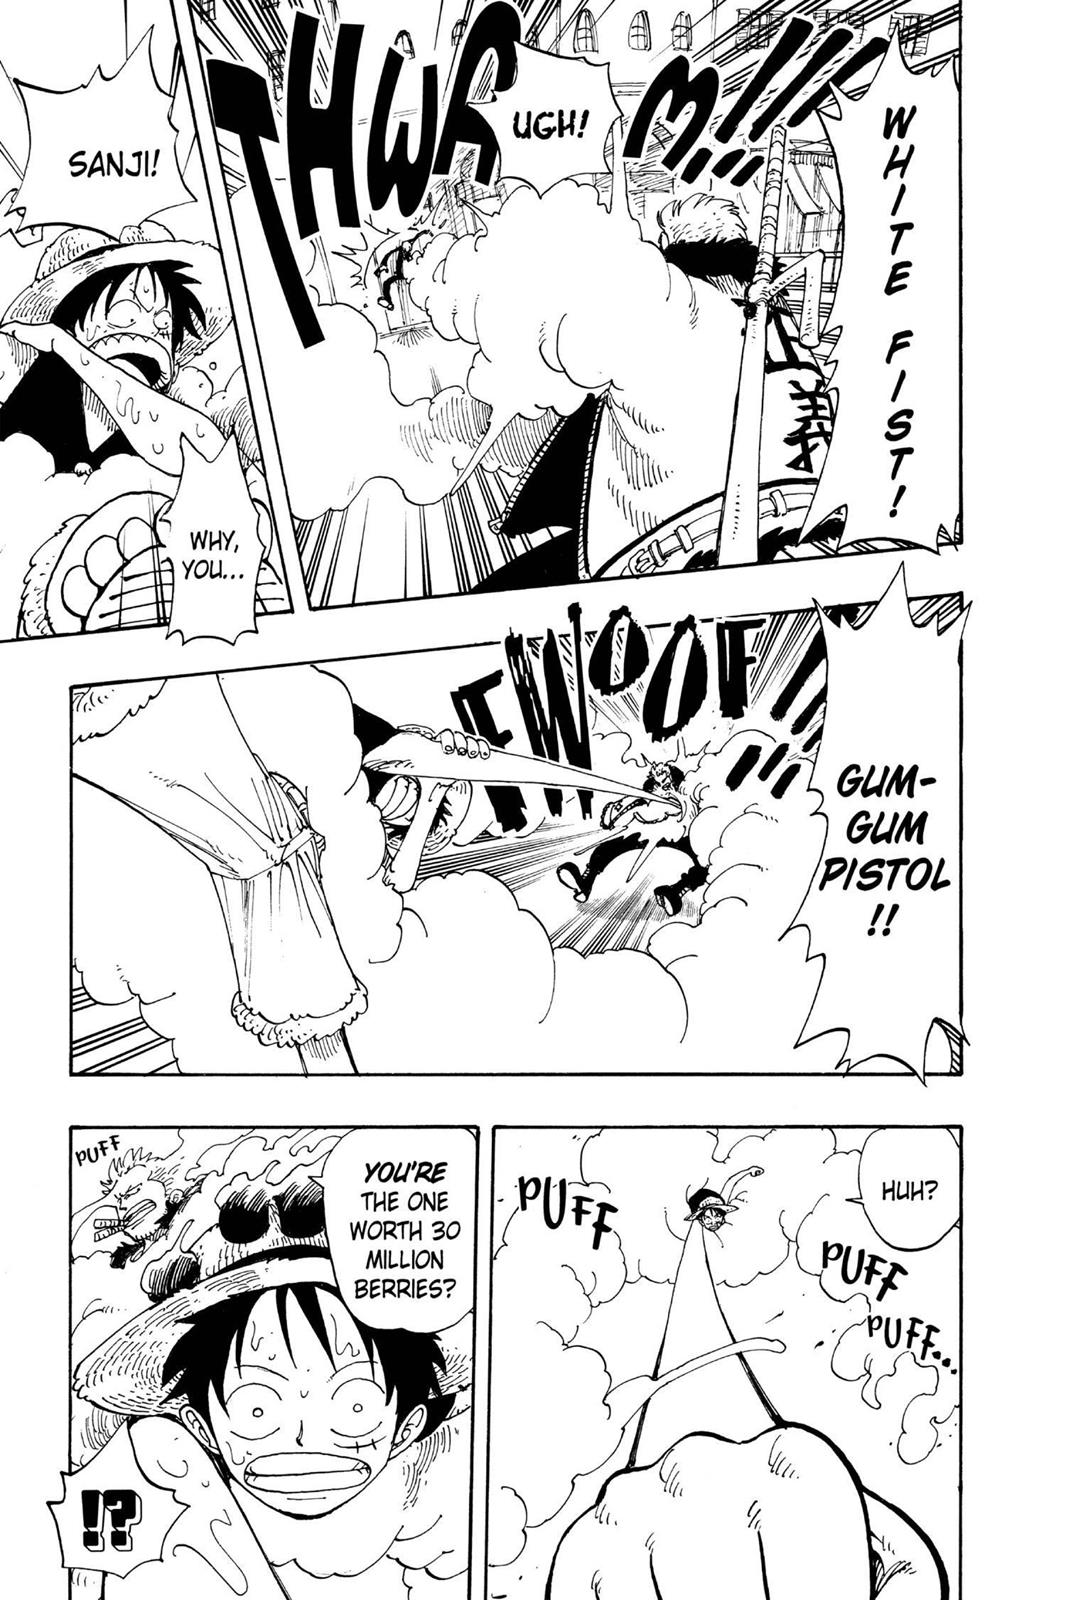 WHITE FIST!
THWAM!!!
UGH!
SANJI!
WHY,
YOU...
GUM-
GUM
PISTOL
!!
FWOOF!!
HUH?
PUFF
PUFF
PUFF...
YOU'RE
THE ONE
WORTH 30
MILLION
BERRIES?
PUFF
!?